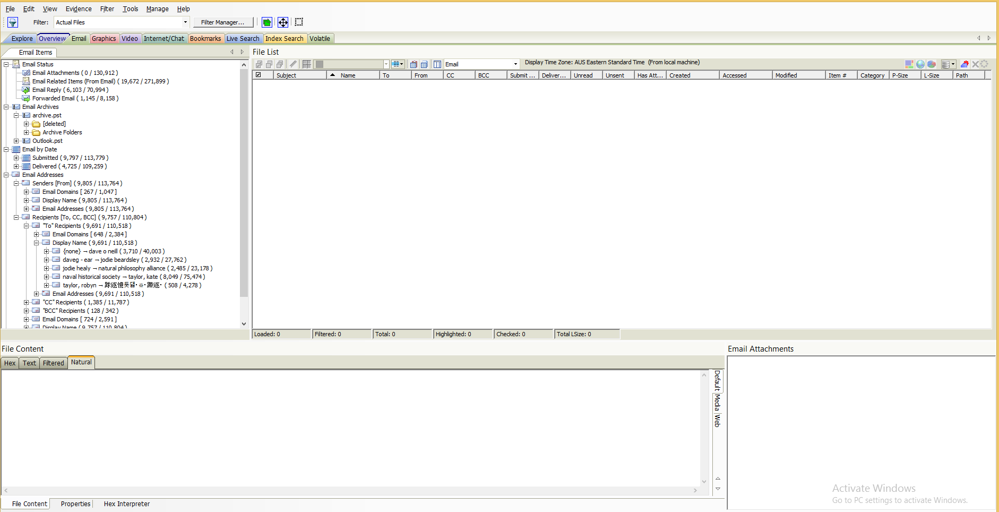 File Edit View Evidence Filter Tools Manage Help
Filter: Actual Files Filter Manager...
Explore Overview Email Graphics Video Internet/Chat Bookmarks Live Search Index Search Volatile
Email Items
Email Status
Email Attachments ( 0 / 130,912 )
Email Related Items (From Email) ( 19,672 / 271,899 )
Email Reply ( 6,103 / 70,994 )
Forwarded Email ( 1,145 / 8,158 )
Email Archives
archive.pst
[deleted]
Archive Folders
Outlook.pst
Email by Date
Submitted ( 9,797 / 113,779 )
Delivered ( 4,725 / 109,259 )
Email Addresses
Senders [From] ( 9,805 / 113,764 )
Email Domains [ 267 / 1,047 ]
Display Name ( 9,805 / 113,764 )
Email Addresses ( 9,805 / 113,764 )
Recipients [To, CC, BCC] ( 9,757 / 110,804 )
"To" Recipients ( 9,691 / 110,518 )
Email Domains [ 648 / 2,384 ]
Display Name ( 9,691 / 110,518 )
{none} → dave o neill ( 3,710 / 40,003 )
daveg - ear → jodie beardsley ( 2,932 / 27,762 )
jodie healy → natural philosophy alliance ( 2,485 / 23,178 )
naval historical society → taylor, kate ( 8,049 / 75,474 )
taylor, robyn → ( 508 / 4,278 )
Email Addresses ( 9,691 / 110,518 )
"CC" Recipients ( 1,385 / 11,787 )
"BCC" Recipients ( 128 / 342 )
Email Domains [ 724 / 2,591 ]
Display Name ( 9,757 / 110,804 )
File List
Email Display Time Zone: AUS Eastern Standard Time (From local machine)
Subject Name To From CC BCC Submit ... Deliver... Unread Unsent Has Att... Created Accessed Modified Item # Category P-Size L-Size Path
Loaded: 0 Filtered: 0 Total: 0 Highlighted: 0 Checked: 0 Total LSize: 0
File Content
Hex Text Filtered Natural
Default
Media
Web
File Content Properties Hex Interpreter
Email Attachments
Activate Windows
Go to PC settings to activate Windows.